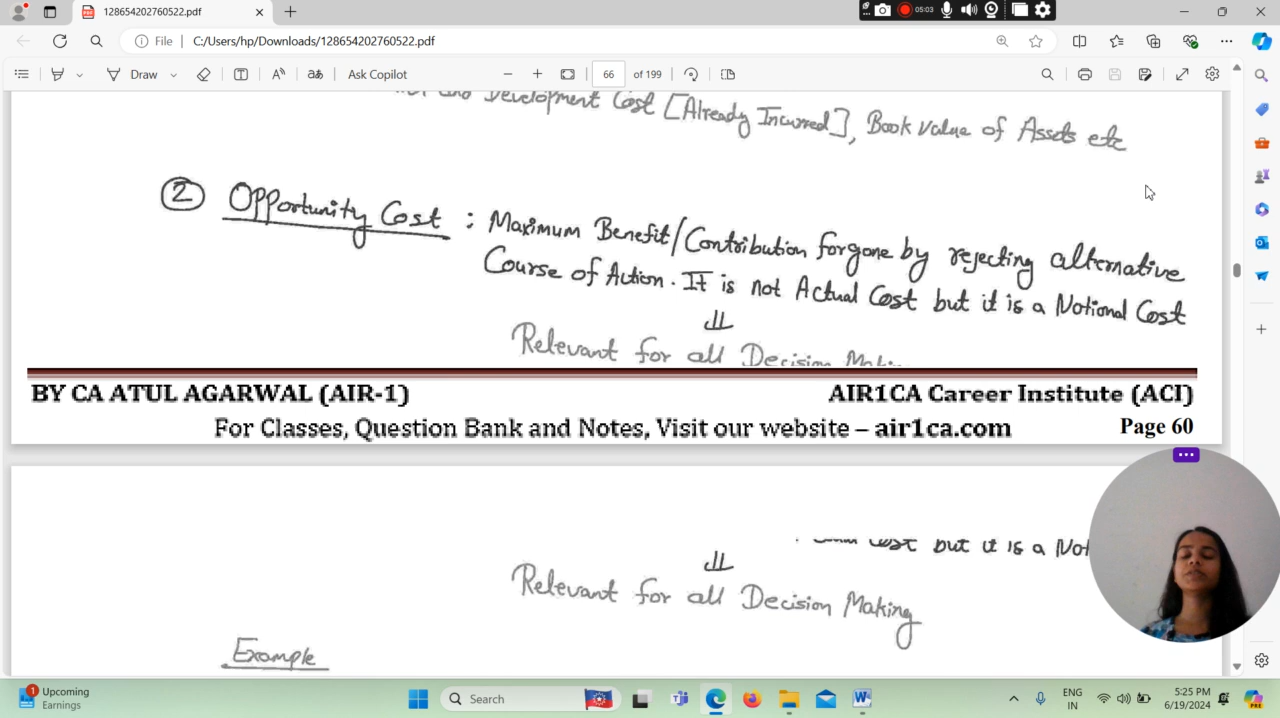 128654202760522.pdf
05:03
File
C:/Users/hp/Downloads/128654202760522.pdf
Draw
aあ
Ask Copilot
66
of 199
Development Cost [Already Incurred], Book Value of Assets etc
② Opportunity Cost : Maximum Benefit/Contribution forgone by rejecting alternative
Course of Action. It is not Actual Cost but it is a Notional Cost
Relevant for all Decision Making
BY CA ATUL AGARWAL (AIR-1)
AIR1CA Career Institute (ACI)
For Classes, Question Bank and Notes, Visit our website – air1ca.com
Page 60
Cost but it is a
Relevant for all Decision Making
Example
1
Upcoming
Earnings
Search
ENG
IN
5:25 PM
6/19/2024